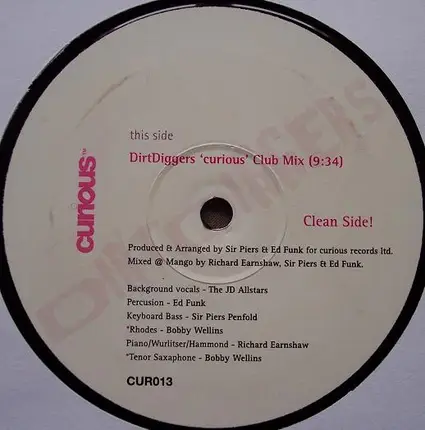 this side
DirtDiggers 'curious' Club Mix (9:34)
curious™
Clean Side!
Produced & Arranged by Sir Piers & Ed Funk for curious records ltd.
Mixed @ Mango by Richard Earnshaw, Sir Piers & Ed Funk.
Background vocals - The JD Allstars
Percusion - Ed Funk
Keyboard Bass - Sir Piers Penfold
*Rhodes - Bobby Wellins
Piano/Wurlitser/Hammond - Richard Earnshaw
*Tenor Saxaphone - Bobby Wellins
CUR013
DIRTDIGGERS